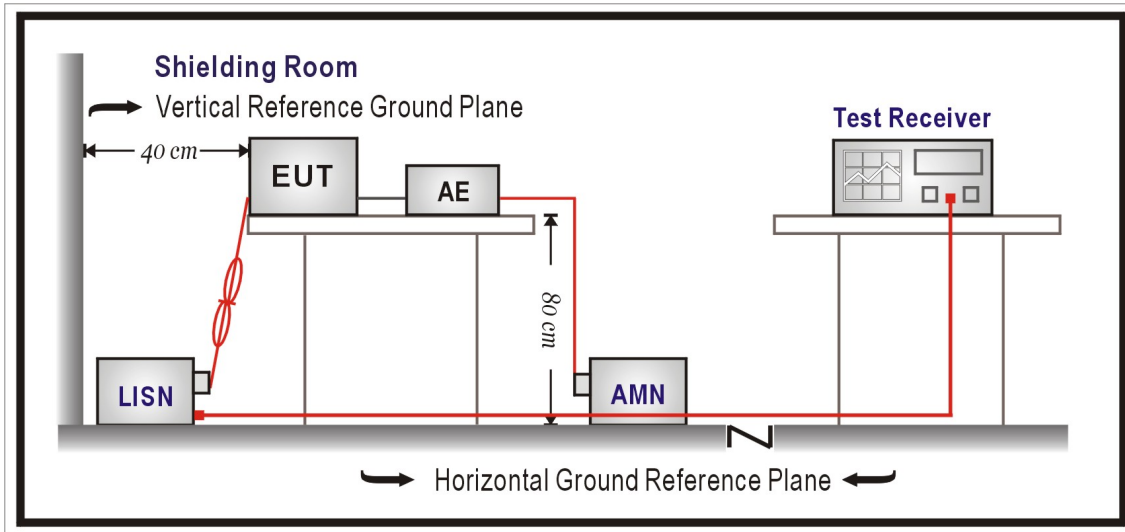 Shielding Room
Vertical Reference Ground Plane
Test Receiver
40 cm
EUT
AE
80 cm
LISN
AMN
Horizontal Ground Reference Plane